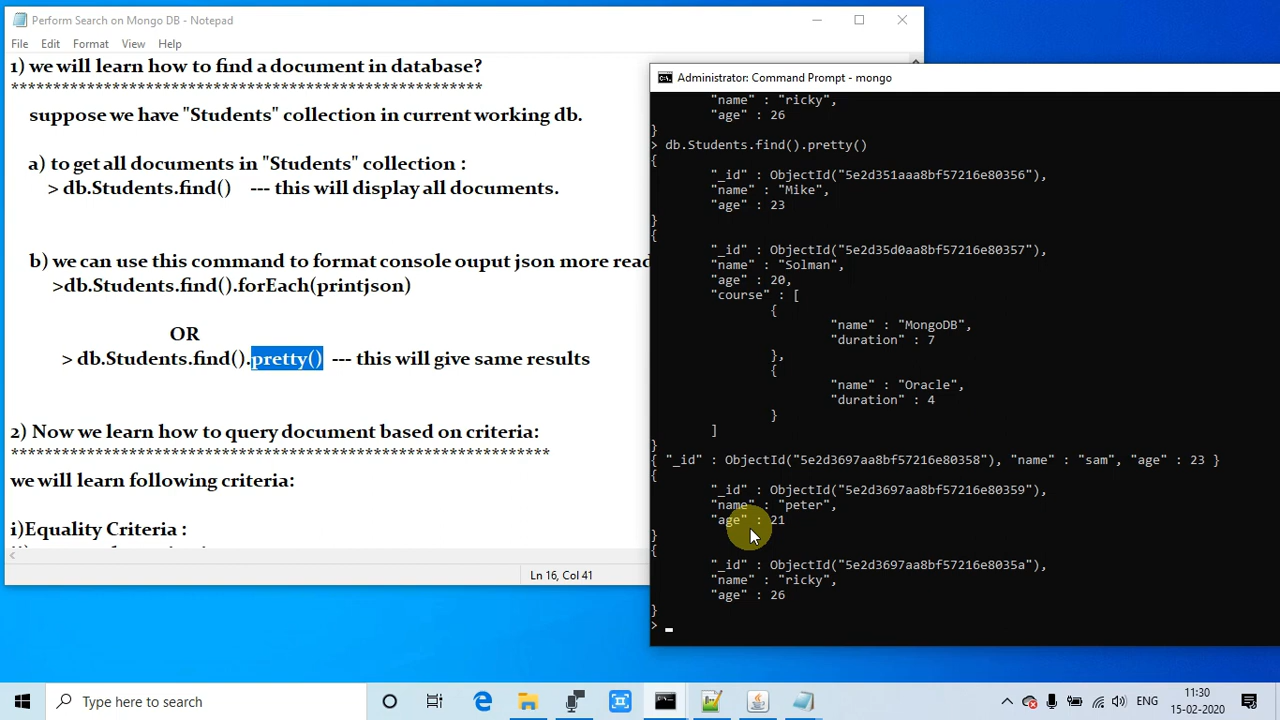 Perform Search on Mongo DB - Notepad
File Edit Format View Help
1) we will learn how to find a document in database?
*****************************************************
suppose we have "Students" collection in current working db.
a) to get all documents in "Students" collection :
> db.Students.find() --- this will display all documents.
b) we can use this command to format console ouput json more read
>db.Students.find().forEach(printjson)
OR
> db.Students.find().pretty() --- this will give same results
2) Now we learn how to query document based on criteria:
************************************************************
we will learn following criteria:
i)Equality Criteria :
Ln 16, Col 41
Administrator: Command Prompt - mongo
"name" : "ricky",
"age" : 26
}
> db.Students.find().pretty()
{
"_id" : ObjectId("5e2d351aaa8bf57216e80356"),
"name" : "Mike",
"age" : 23
}
{
"_id" : ObjectId("5e2d35d0aa8bf57216e80357"),
"name" : "Solman",
"age" : 20,
"course" : [
{
"name" : "MongoDB",
"duration" : 7
},
{
"name" : "Oracle",
"duration" : 4
}
]
}
{ "_id" : ObjectId("5e2d3697aa8bf57216e80358"), "name" : "sam", "age" : 23 }
{
"_id" : ObjectId("5e2d3697aa8bf57216e80359"),
"name" : "peter",
"age" : 21
}
{
"_id" : ObjectId("5e2d3697aa8bf57216e8035a"),
"name" : "ricky",
"age" : 26
}
>
Type here to search
ENG
11:30
15-02-2020